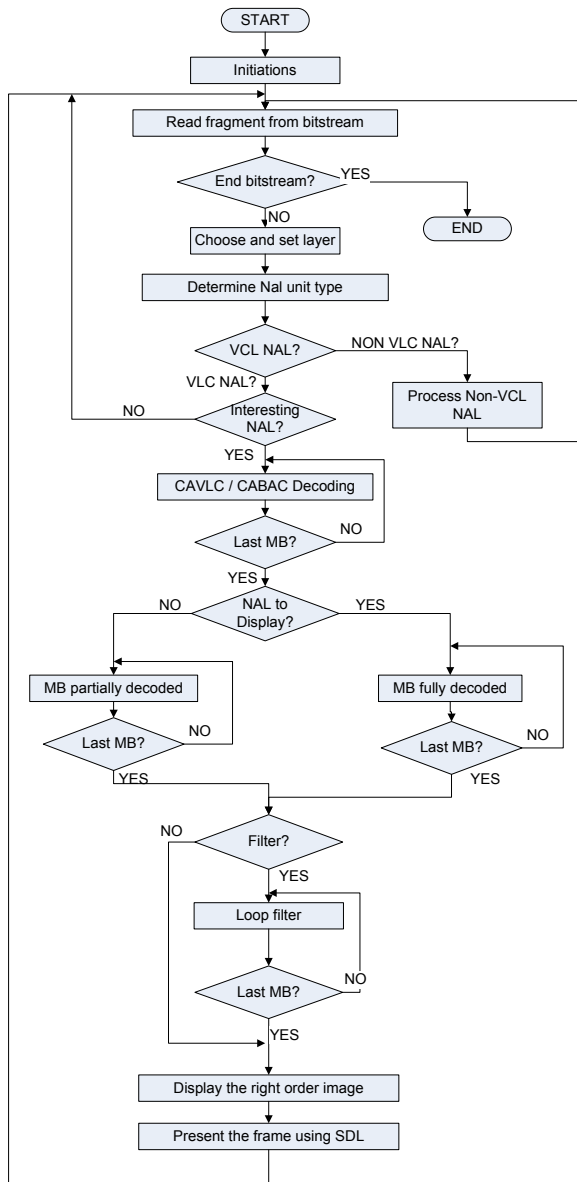 START
Initiations
Read fragment from bitstream
End bitstream?
YES
NO
END
Choose and set layer
Determine Nal unit type
VCL NAL?
NON VLC NAL?
VLC NAL?
Process Non-VCL
NAL
NO
Interesting
NAL?
YES
CAVLC / CABAC Decoding
Last MB?
NO
YES
NAL to
Display?
NO
YES
MB partially decoded
MB fully decoded
Last MB?
NO
Last MB?
NO
YES
YES
Filter?
NO
YES
Loop filter
Last MB?
NO
YES
Display the right order image
Present the frame using SDL